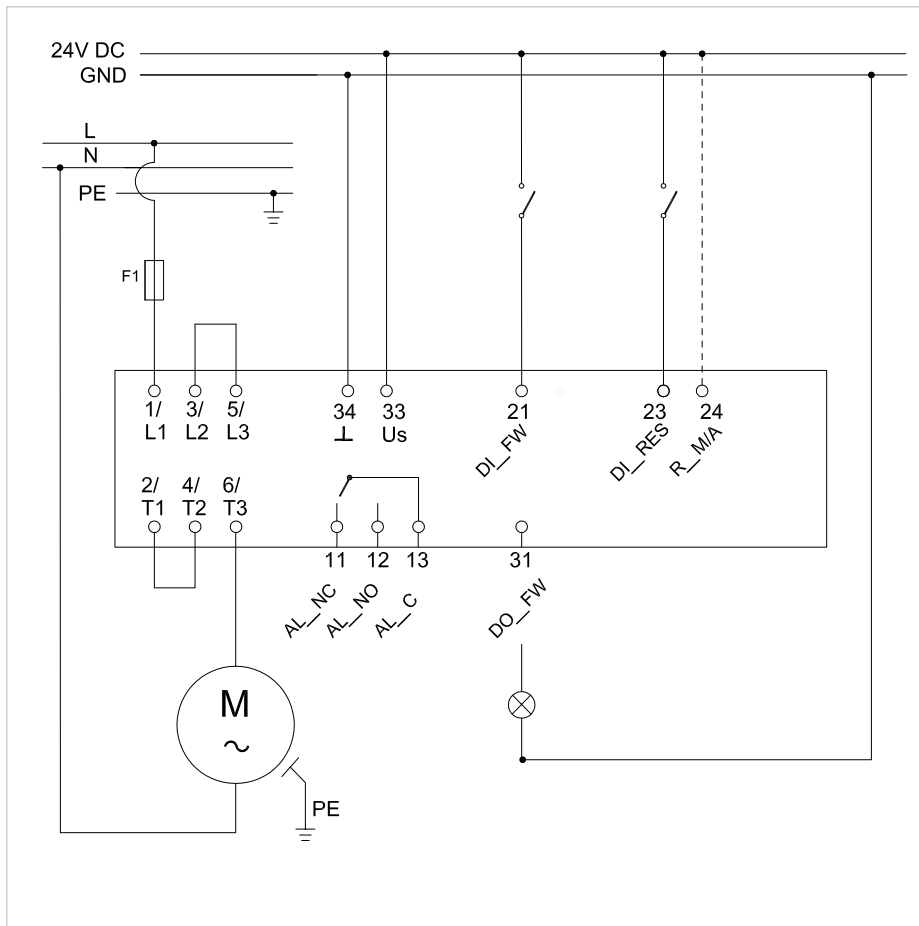 24V DC
GND
L
N
PE
F1
1/ 3/ 5/ 34 33 21 23 24
L1 L2 L3 ⊥ Us DI_FW DI_RES R_M/A
2/ 4/ 6/
T1 T2 T3
11 12 13 31
AL_NC AL_NO AL_C DO_FW
M
~
PE